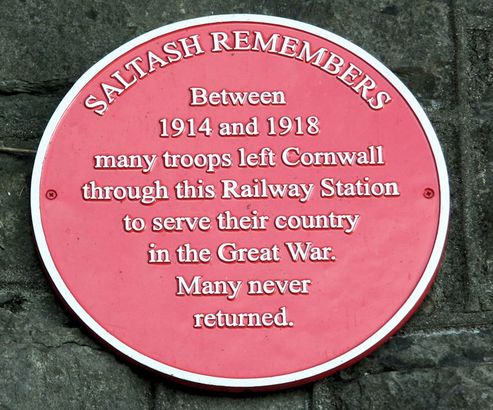 SALTASH REMEMBERS
Between
1914 and 1918
many troops left Cornwall
through this Railway Station
to serve their country
in the Great War.
Many never
returned.